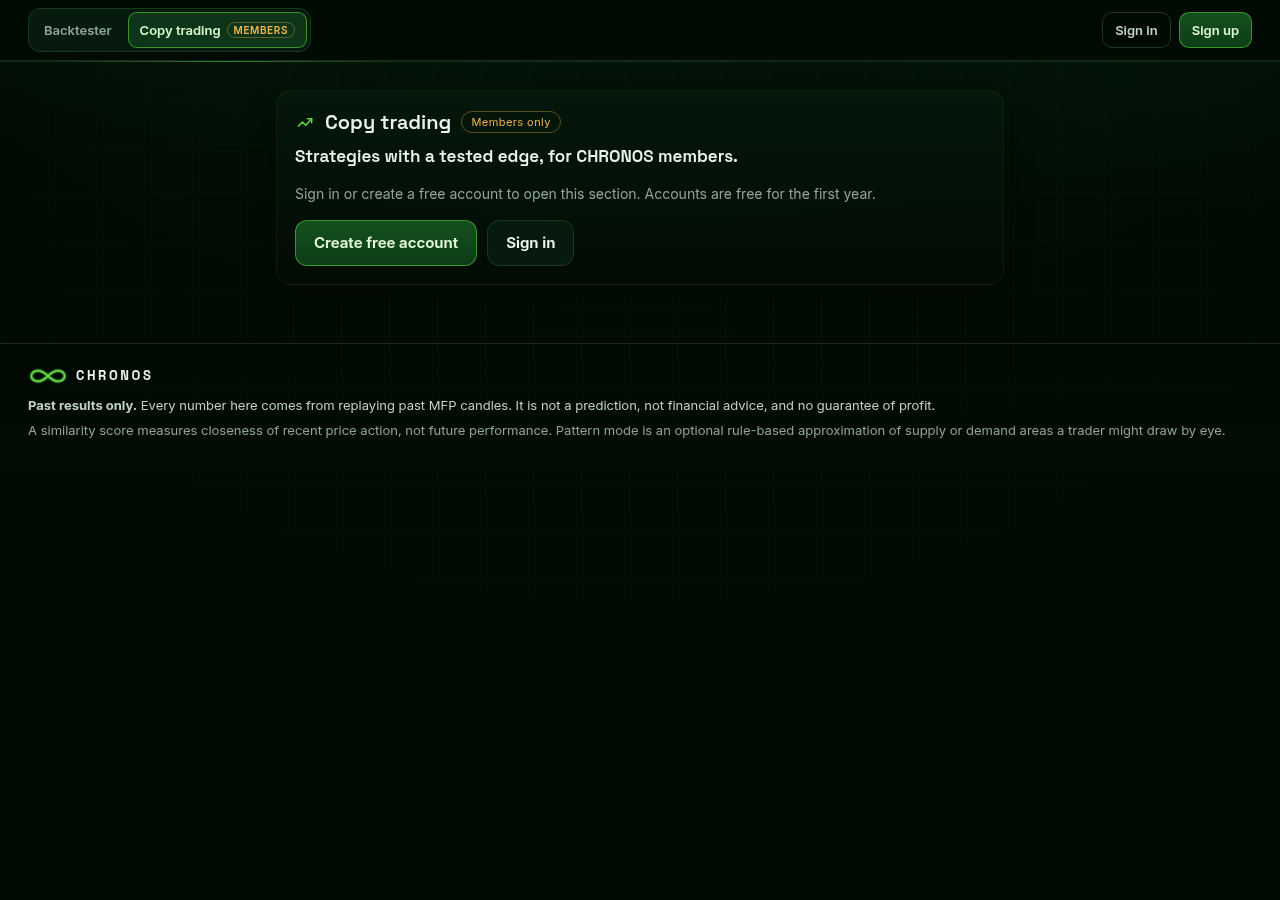 Backtester
Copy trading MEMBERS
Sign in
Sign up
Copy trading Members only
Strategies with a tested edge, for CHRONOS members.
Sign in or create a free account to open this section. Accounts are free for the first year.
Create free account
Sign in
CHRONOS
Past results only. Every number here comes from replaying past MFP candles. It is not a prediction, not financial advice, and no guarantee of profit.
A similarity score measures closeness of recent price action, not future performance. Pattern mode is an optional rule-based approximation of supply or demand areas a trader might draw by eye.